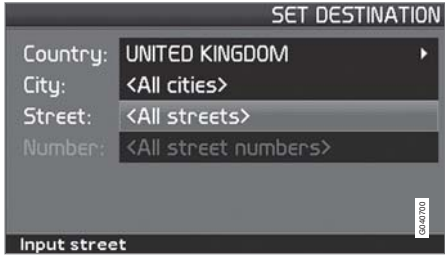 SET DESTINATION
Country: UNITED KINGDOM
City: <All cities>
Street: <All streets>
Number: <All street numbers>
G040700
Input street